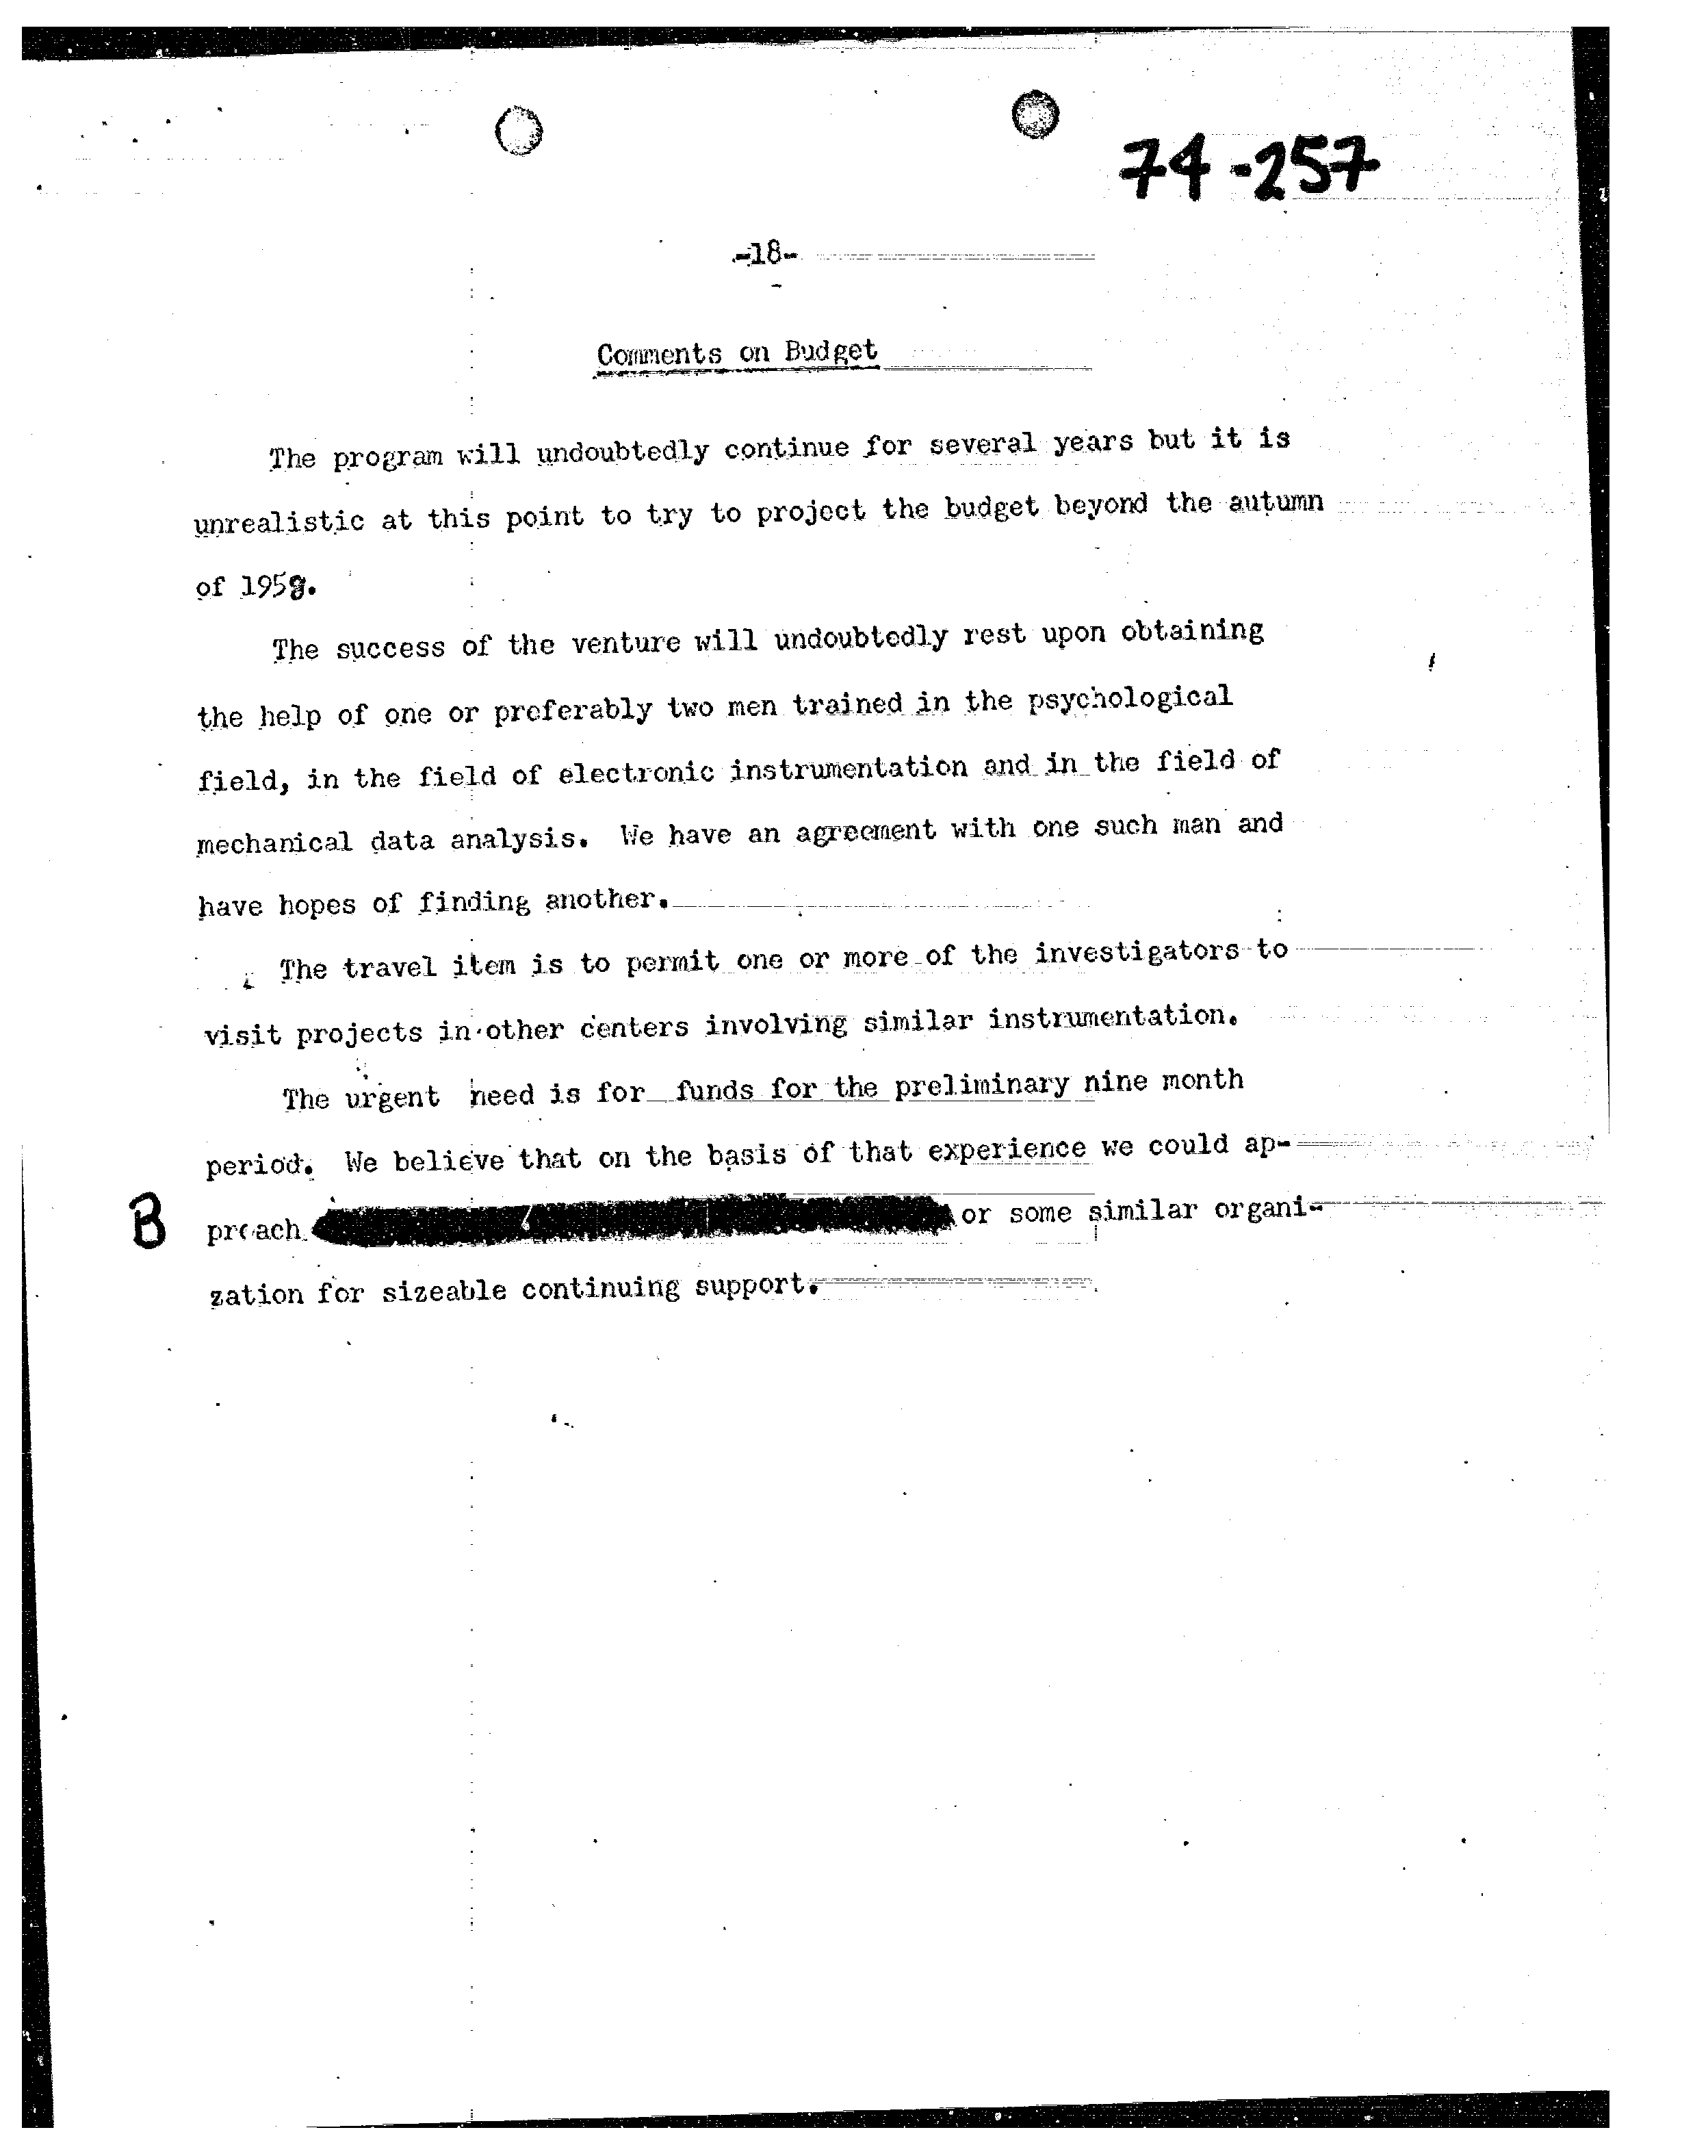 74-257
-18-
Comments on Budget
The program will undoubtedly continue for several years but it is
unrealistic at this point to try to project the budget beyond the autumn
of
The success of the venture will undoubtedly rest upon obtaining
the help of one or preferably two men trained in the psychological
field, in the field of electronic instrumentation and in the field of
mechanical data analysis. We have an agreement with one such man and
have hopes of finding another.
The travel item is to permit one or more of the investigators to
visit projects in other centers involving similar instrumentation.
The urgent need is for funds for the preliminary nine month
period. We believe that on the basis of that experience we could ap-
B
proach or some similar organi-
zation for sizeable continuing support.